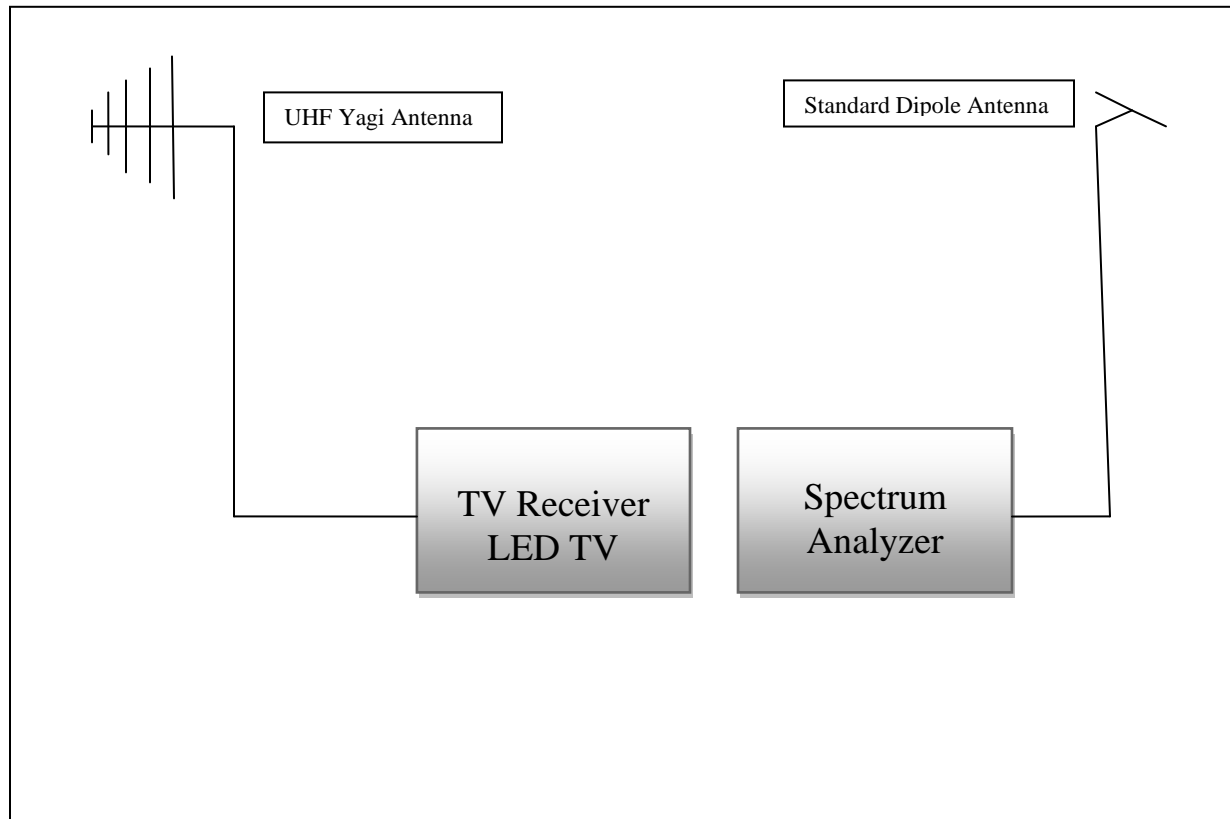 UHF Yagi Antenna
Standard Dipole Antenna
TV Receiver
LED TV
Spectrum
Analyzer